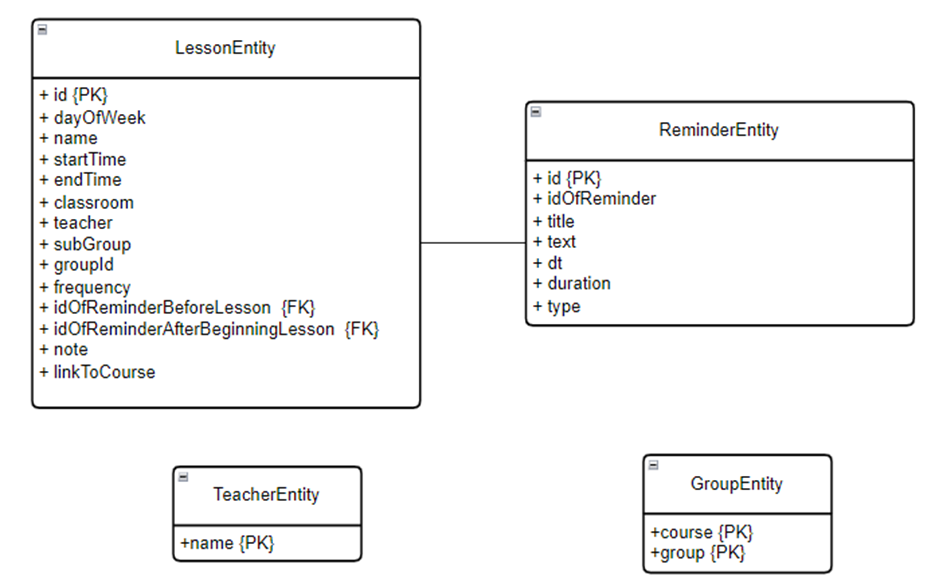 LessonEntity
+ id {PK}
+ dayOfWeek
+ name
+ startTime
+ endTime
+ classroom
+ teacher
+ subGroup
+ groupId
+ frequency
+ idOfReminderBeforeLesson {FK}
+ idOfReminderAfterBeginningLesson {FK}
+ note
+ linkToCourse
ReminderEntity
+ id {PK}
+ idOfReminder
+ title
+ text
+ dt
+ duration
+ type
TeacherEntity
+name {PK}
GroupEntity
+course {PK}
+group {PK}